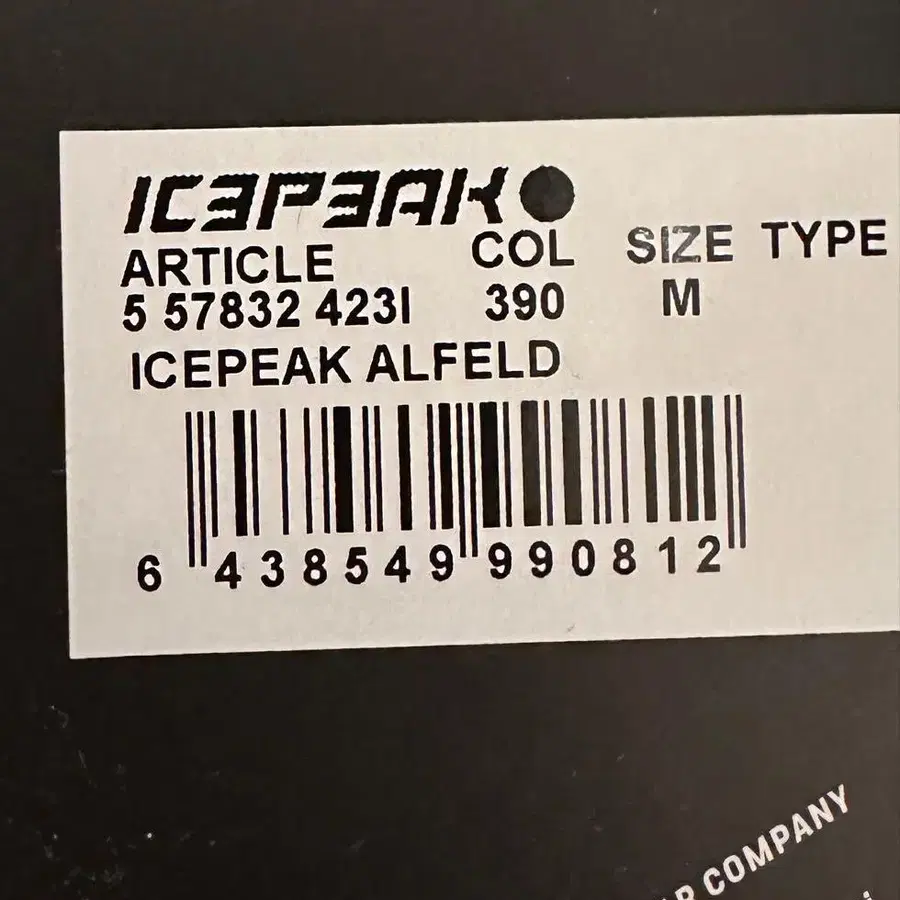 ICEPEAK
ARTICLE COL SIZE TYPE
5 57832 423I 390 M
ICEPEAK ALFELD
6 438549 990812
COMPANY